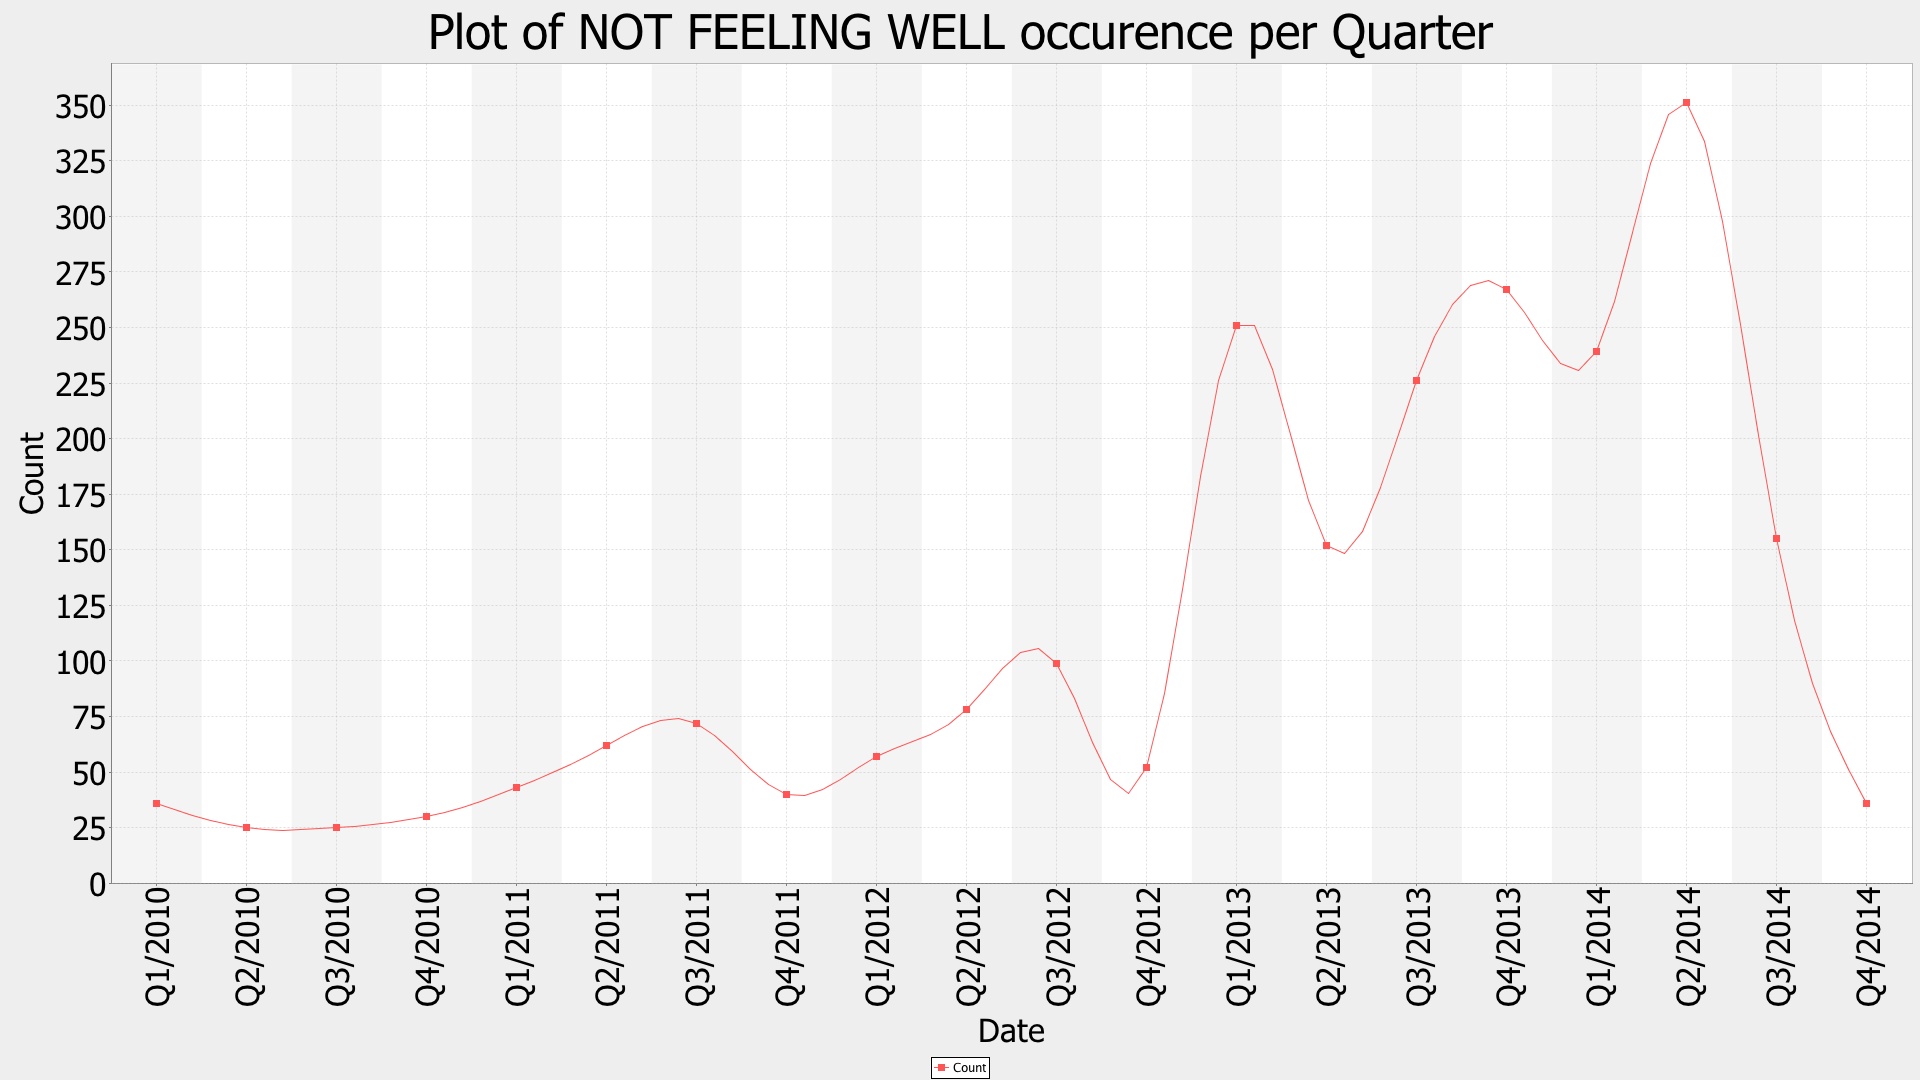 Plot of NOT FEELING WELL occurence per Quarter
350
325
300
275
250
225
200
175
150
125
100
75
50
25
0
Count
Q1/2010
Q2/2010
Q3/2010
Q4/2010
Q1/2011
Q2/2011
Q3/2011
Q4/2011
Q1/2012
Q2/2012
Q3/2012
Q4/2012
Q1/2013
Q2/2013
Q3/2013
Q4/2013
Q1/2014
Q2/2014
Q3/2014
Q4/2014
Date
Count